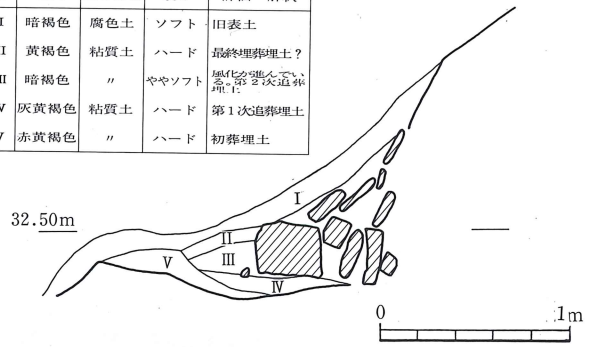 I 暗褐色 腐色土 ソフト 旧表土
II 黄褐色 粘質土 ハード 最終埋葬埋土?
III 暗褐色 〃 ややソフト 風化が進んでいる。第2次追葬埋土
IV 灰黄褐色 粘質土 ハード 第1次追葬埋土
V 赤黄褐色 〃 ハード 初葬埋土
I
32.50m
II
V
III
IV
0 1m